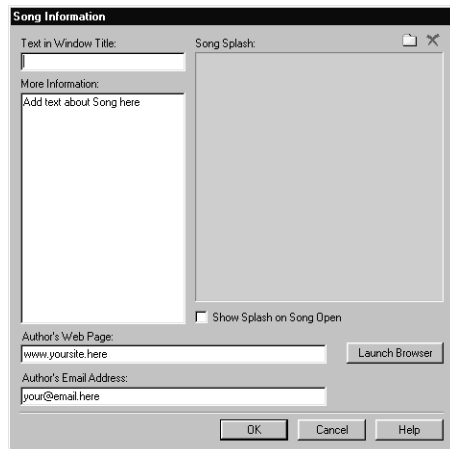 Song Information
Text in Window Title:
Song Splash:
More Information:
Add text about Song here
Show Splash on Song Open
Author's Web Page:
www.yoursite.here
Launch Browser
Author's Email Address:
your@email.here
OK
Cancel
Help